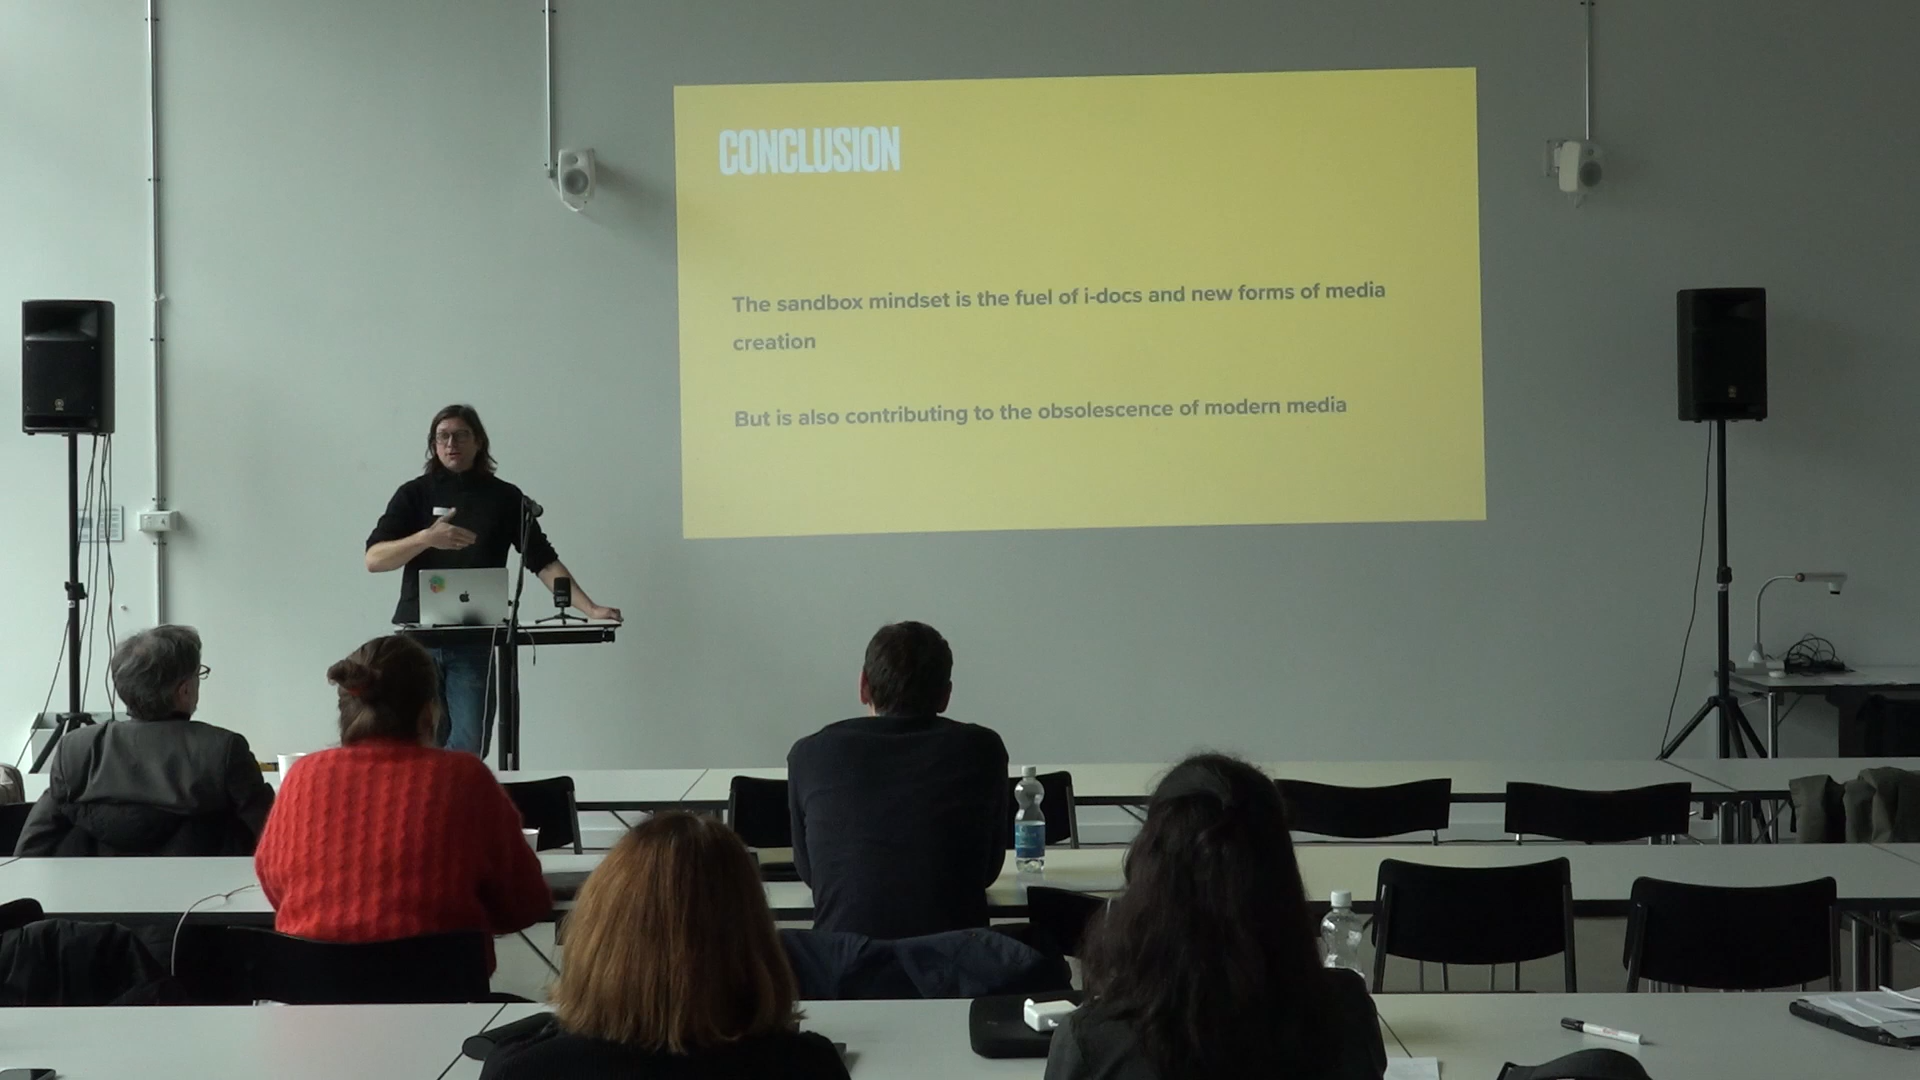 CONCLUSION
The sandbox mindset is the fuel of i-docs and new forms of media
creation
But is also contributing to the obsolescence of modern media